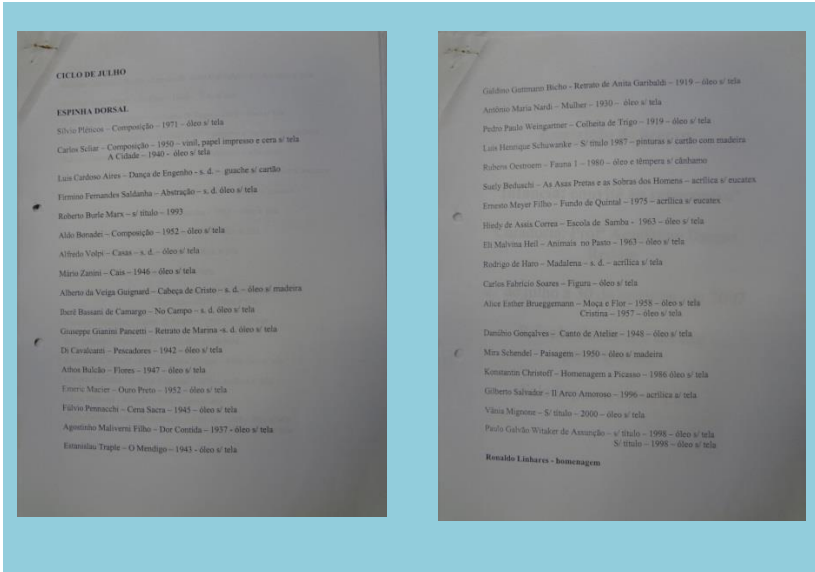 CICLO DE JULHO
ESPINHA DORSAL
Silvio Pléticos – Composição – 1971 – óleo s/ tela
Carlos Scliar – Composição – 1950 – vinil, papel impresso e cera s/ tela
A Cidade – 1940 - óleo s/ tela
Luis Cardoso Aires – Dança de Engenho - s. d. – guache s/ cartão
Firmino Fernandes Saldanha – Abstração – s. d. óleo s/ tela
Roberto Burle Marx – s/ título – 1993
Aldo Bonadei – Composição – 1952 – óleo s/ tela
Alfredo Volpi – Casas – s. d. – óleo s/ tela
Mário Zanini – Cais – 1946 – óleo s/ tela
Alberto da Veiga Guignard – Cabeça de Cristo – s. d. – óleo s/ madeira
Iberê Bassani de Camargo – No Campo – s. d. óleo s/ tela
Giuseppe Gianini Pancetti – Retrato de Marina -s. d. óleo s/ tela
Di Cavalcanti – Pescadores – 1942 – óleo s/ tela
Athos Bulcão – Flores – 1947 – óleo s/ tela
Emeric Marcier – Ouro Preto – 1952 – óleo s/ tela
Fúlvio Pennacchi – Cena Sacra – 1945 – óleo s/ tela
Agostinho Malverni Filho – Dor Contida – 1937 - óleo s/ tela
Estanislau Traple – O Mendigo – 1943 - óleo s/ tela
Galdino Guttmann Bicho - Retrato de Anita Garibaldi – 1919 – óleo s/ tela
Antônio Maria Nardi – Mulher – 1930 – óleo s/ tela
Pedro Paulo Weingartner – Colheita de Trigo – 1919 – óleo s/ tela
Luis Henrique Schuwanke – S/ título 1987 – pinturas s/ cartão com madeira
Rubens Oestroem – Fauna 1 – 1980 – óleo e têmpera s/ cânhamo
Suely Beduschi – As Asas Pretas e as Sobras dos Homens – acrílica s/ eucatex
Ernesto Meyer Filho – Fundo de Quintal – 1975 – acrílica s/ eucatex
Hiedy de Assis Correa – Escola de Samba - 1963 – óleo s/ tela
Eli Malvina Heil – Animais no Pasto – 1963 – óleo s/ tela
Rodrigo de Haro – Madalena – s. d. – acrílica s/ tela
Carlos Fabrício Soares – Figura – óleo s/ tela
Alice Esther Brueggemann – Moça e Flor – 1958 – óleo s/ tela
Cristina – 1957 – óleo s/ tela
Danúbio Gonçalves – Canto de Atelier – 1948 – óleo s/ tela
Mira Schendel – Paisagem – 1950 – óleo s/ madeira
Konstantin Christoff – Homenagem a Picasso – 1986 óleo s/ tela
Gilberto Salvador – II Arco Amoroso – 1996 – acrílica s/ tela
Vânia Mignone – S/ título – 2000 – óleo s/ tela
Paulo Galvão Witaker de Assunção – s/ título – 1998 – óleo s/ tela
S/ título – 1998 – óleo s/ tela
Ronaldo Linhares - homenagem